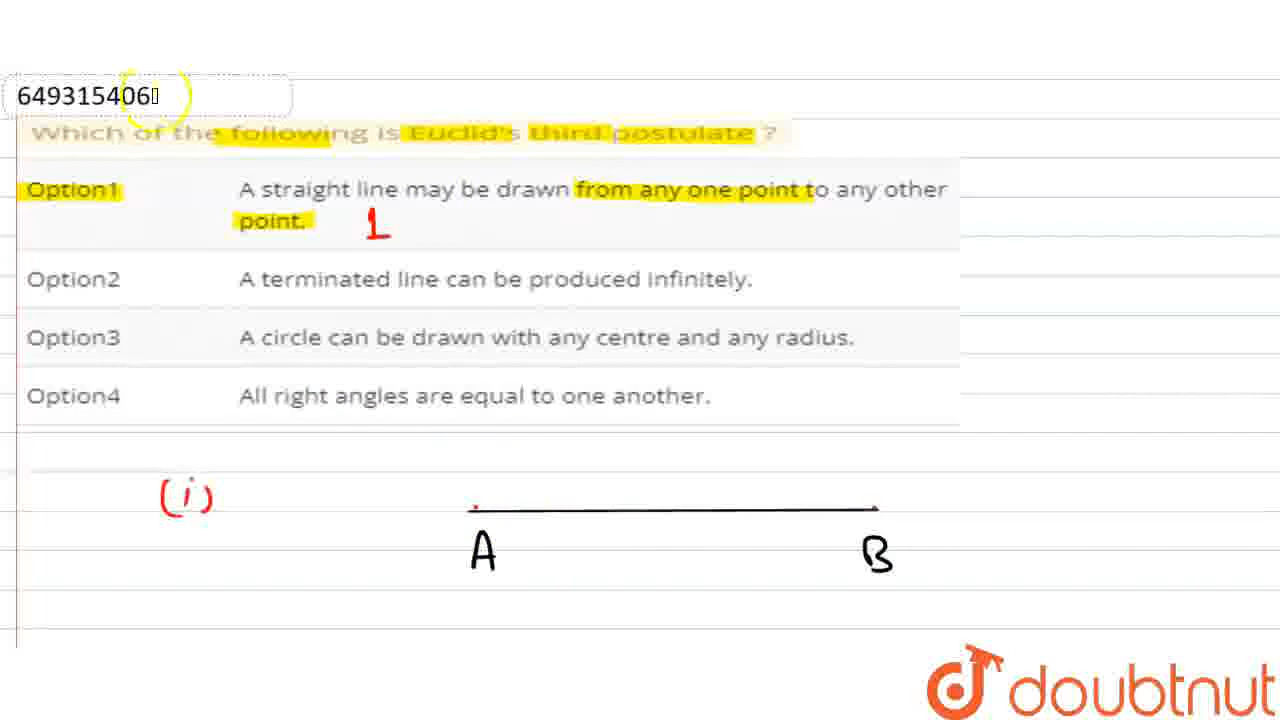 649315406
Which of the following is Euclid's third postulate ?
Option1 A straight line may be drawn from any one point to any other
point. 1
Option2 A terminated line can be produced infinitely.
Option3 A circle can be drawn with any centre and any radius.
Option4 All right angles are equal to one another.
(i)
A B
doubtnut